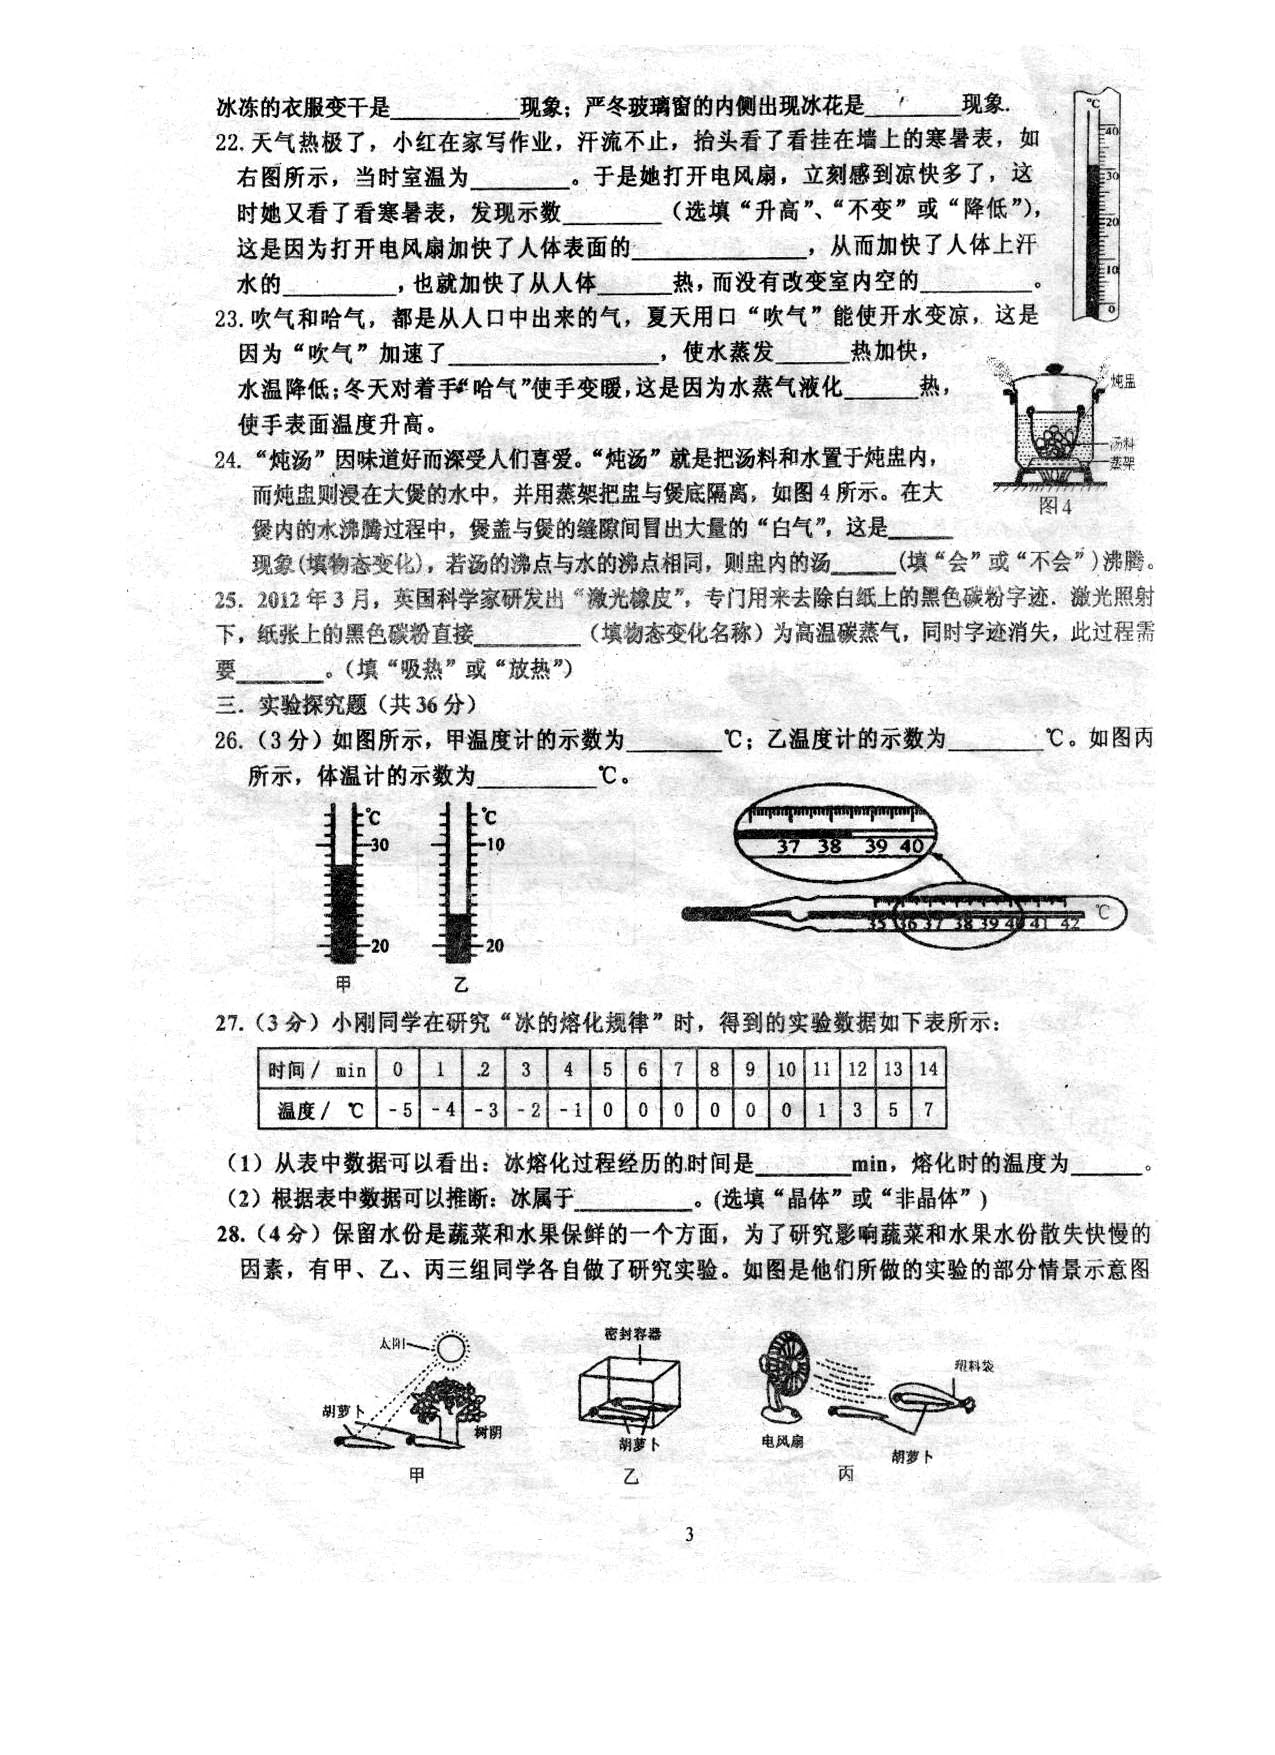 冰冻的衣服变干是__________现象；严冬玻璃窗的内侧出现冰花是________现象.
22.天气热极了，小红在家写作业，汗流不止，抬头看了看挂在墙上的寒暑表，如
右图所示，当时室温为________。于是她打开电风扇，立刻感到凉快多了，这
时她又看了看寒暑表，发现示数________（选填“升高”、“不变”或“降低”），
这是因为打开电风扇加快了人体表面的______________，从而加快了人体上汗
水的_________，也就加快了从人体______热，而没有改变室内空的_________。
℃
40
30
20
10
0
23.吹气和哈气，都是从人口中出来的气，夏天用口“吹气”能使开水变凉，这是
因为“吹气”加速了_________________，使水蒸发______热加快，
水温降低；冬天对着手“哈气”使手变暖，这是因为水蒸气液化______热，
使手表面温度升高。
24.“炖汤”因味道好而深受人们喜爱。“炖汤”就是把汤料和水置于炖盅内，
而炖盅则浸在大煲的水中，并用蒸架把盅与煲底隔离，如图4所示。在大
煲内的水沸腾过程中，煲盖与煲的缝隙间冒出大量的“白气”，这是_____
现象(填物态变化)，若汤的沸点与水的沸点相同，则盅内的汤_____(填“会”或“不会”)沸腾。
炖盅
汤料
蒸架
图4
25. 2012年3月，英国科学家研发出“激光橡皮”，专门用来去除白纸上的黑色碳粉字迹．激光照射
下，纸张上的黑色碳粉直接_________（填物态变化名称）为高温碳蒸气，同时字迹消失，此过程需
要_______。（填“吸热”或“放热”）
三．实验探究题（共36分）
26.（3分）如图所示，甲温度计的示数为________℃；乙温度计的示数为________℃。如图丙
所示，体温计的示数为__________℃。
℃
30
20
甲
℃
10
20
乙
37 38 39 40
35 36 37 38 39 40 41 42 ℃
27.（3分）小刚同学在研究“冰的熔化规律”时，得到的实验数据如下表所示：
时间/ min 0 1 2 3 4 5 6 7 8 9 10 11 12 13 14
温度/ ℃ -5 -4 -3 -2 -1 0 0 0 0 0 0 1 3 5 7
（1）从表中数据可以看出：冰熔化过程经历的时间是________min，熔化时的温度为______。
（2）根据表中数据可以推断：冰属于__________。(选填“晶体”或“非晶体”)
28.（4分）保留水份是蔬菜和水果保鲜的一个方面，为了研究影响蔬菜和水果水份散失快慢的
因素，有甲、乙、丙三组同学各自做了研究实验。如图是他们所做的实验的部分情景示意图
太阳
胡萝卜
树阴
甲
密封容器
胡萝卜
乙
塑料袋
电风扇
胡萝卜
丙
3